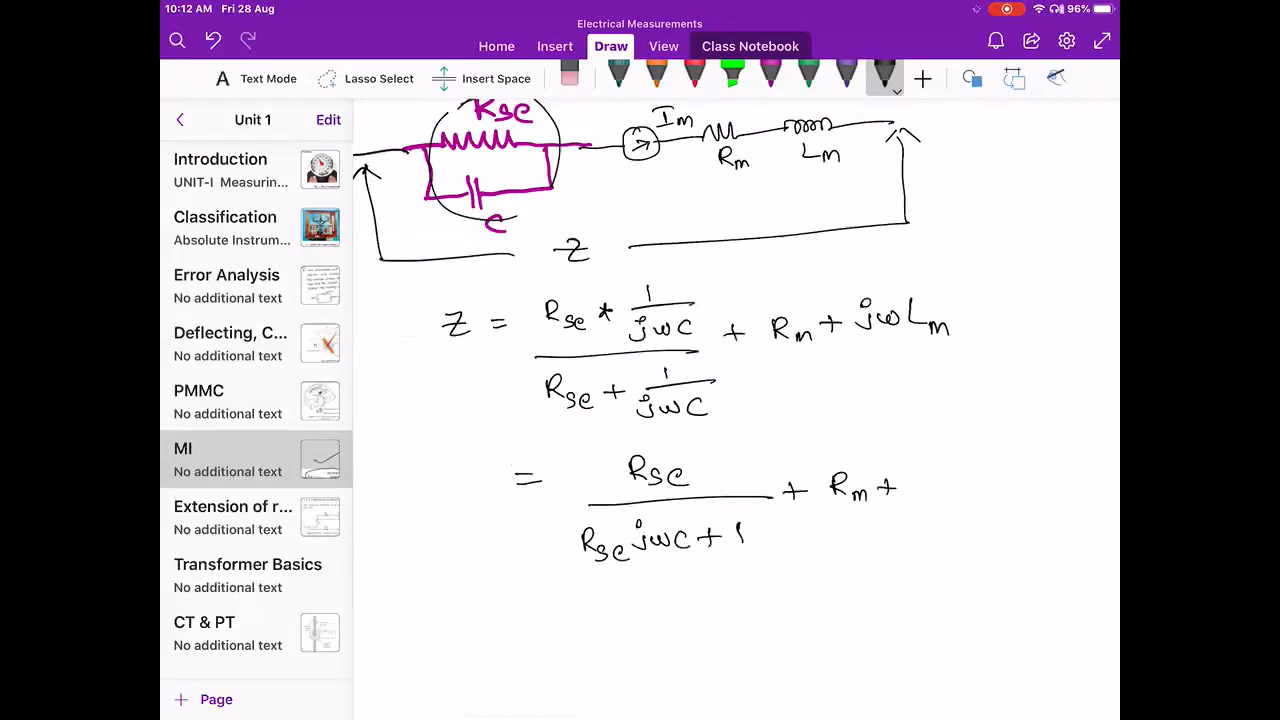 10:12 AM Fri 28 Aug
96%
Electrical Measurements
Home Insert Draw View Class Notebook
A Text Mode Lasso Select Insert Space
Unit 1 Edit
Introduction
UNIT-I Measurin...
Classification
Absolute Instrum...
Error Analysis
No additional text
Deflecting, C...
No additional text
PMMC
No additional text
MI
No additional text
Extension of r...
No additional text
Transformer Basics
No additional text
CT & PT
No additional text
+ Page
Rse Im
Rm Lm
C
Z
Z = (Rse * 1/jωC) / (Rse + 1/jωC) + Rm + jωLm
= Rse / (Rse jωC + 1) + Rm +